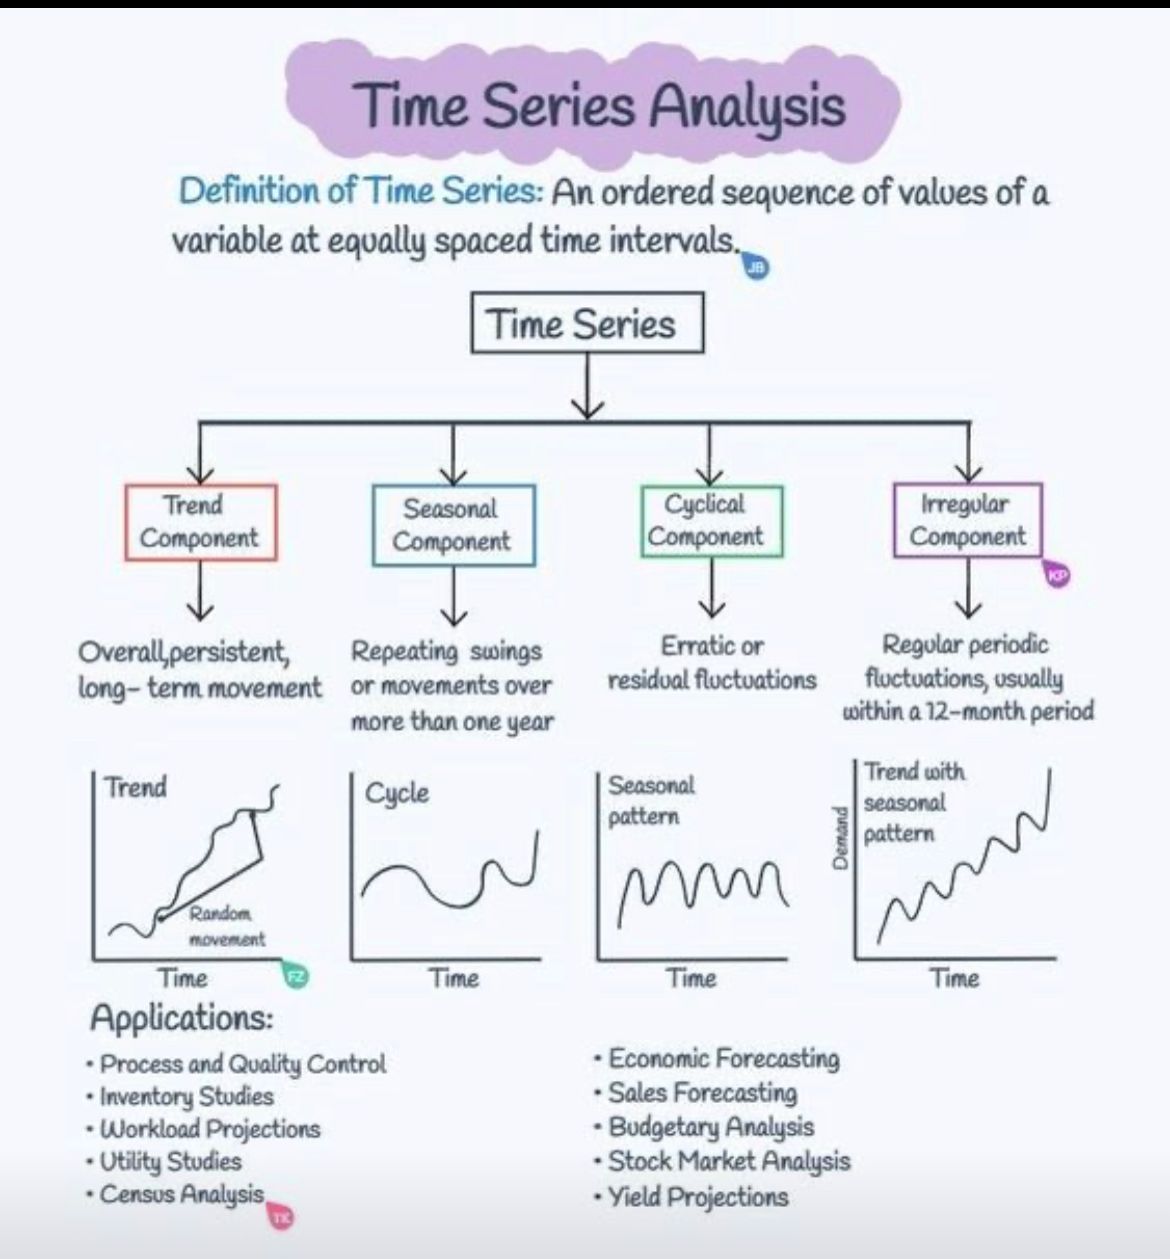 Time Series Analysis
Definition of Time Series: An ordered sequence of values of a
variable at equally spaced time intervals.
JB
Time Series
Trend
Component
Seasonal
Component
Cyclical
Component
Irregular
Component
KP
Overall,persistent,
long- term movement
Repeating swings
or movements over
more than one year
Erratic or
residual fluctuations
Regular periodic
fluctuations, usually
within a 12-month period
Trend
Random
movement
Time
FZ
Cycle
Time
Seasonal
pattern
Time
Trend with
seasonal
pattern
Demand
Time
Applications:
• Process and Quality Control
• Inventory Studies
• Workload Projections
• Utility Studies
• Census Analysis
TK
• Economic Forecasting
• Sales Forecasting
• Budgetary Analysis
• Stock Market Analysis
• Yield Projections